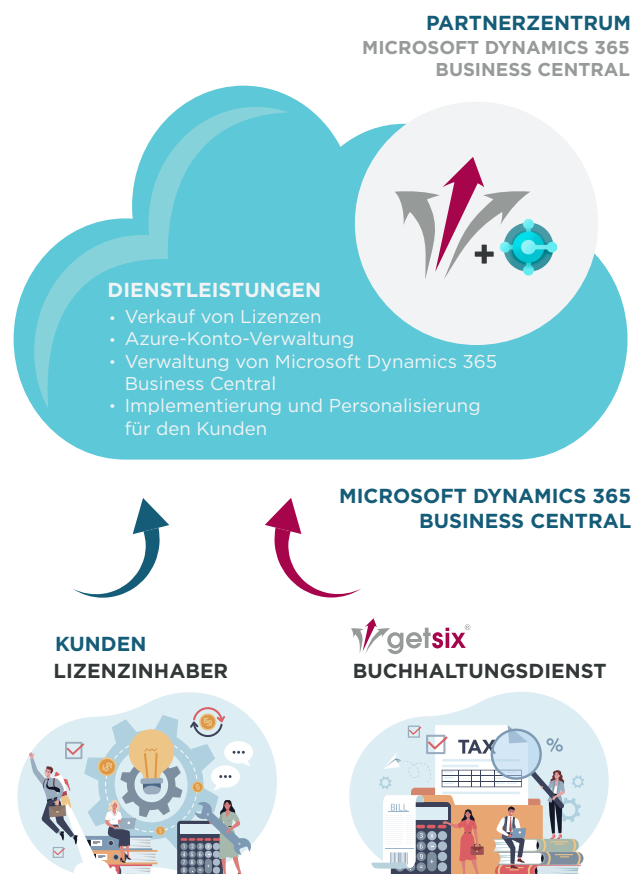 PARTNERZENTRUM
MICROSOFT DYNAMICS 365
BUSINESS CENTRAL
+
DIENSTLEISTUNGEN
• Verkauf von Lizenzen
• Azure-Konto-Verwaltung
• Verwaltung von Microsoft Dynamics 365
Business Central
• Implementierung und Personalisierung
für den Kunden
MICROSOFT DYNAMICS 365
BUSINESS CENTRAL
KUNDEN
LIZENZINHABER
getsix®
BUCHHALTUNGSDIENST
TAX
%
BILL